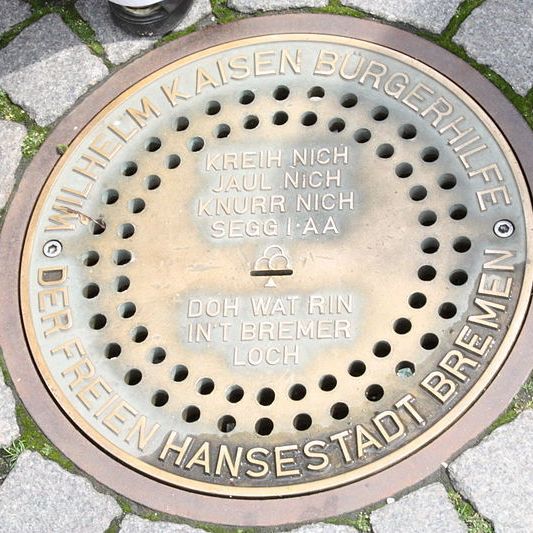 WILHELM KAISEN BÜRGERHILFE
KREIH NICH
JAUL NICH
KNURR NICH
SEGG I·AA
DOH WAT RIN
IN'T BREMER
LOCH
DER FREIEN HANSESTADT BREMEN